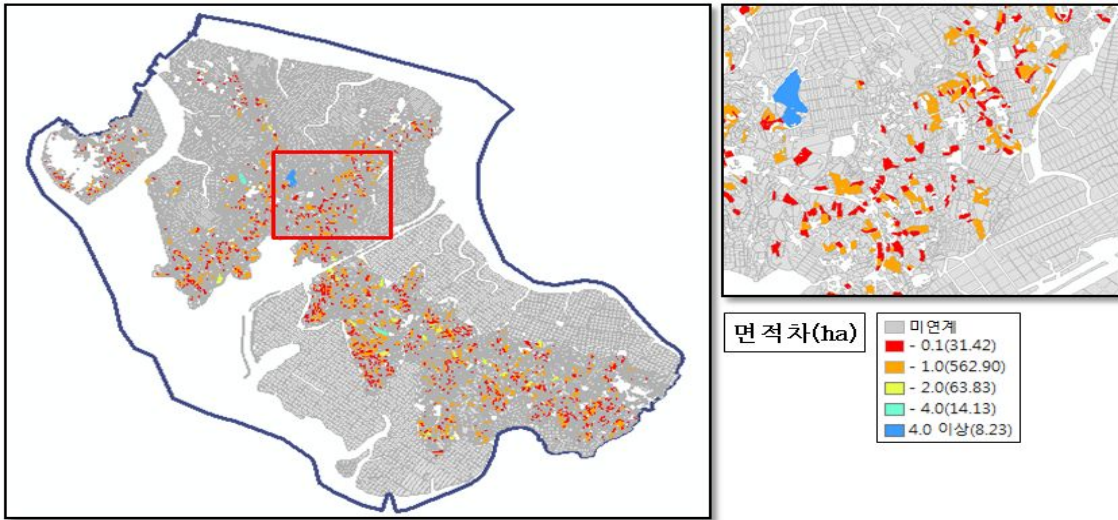 면적차(ha)
미연계
- 0.1(31.42)
- 1.0(562.90)
- 2.0(63.83)
- 4.0(14.13)
4.0 이상(8.23)